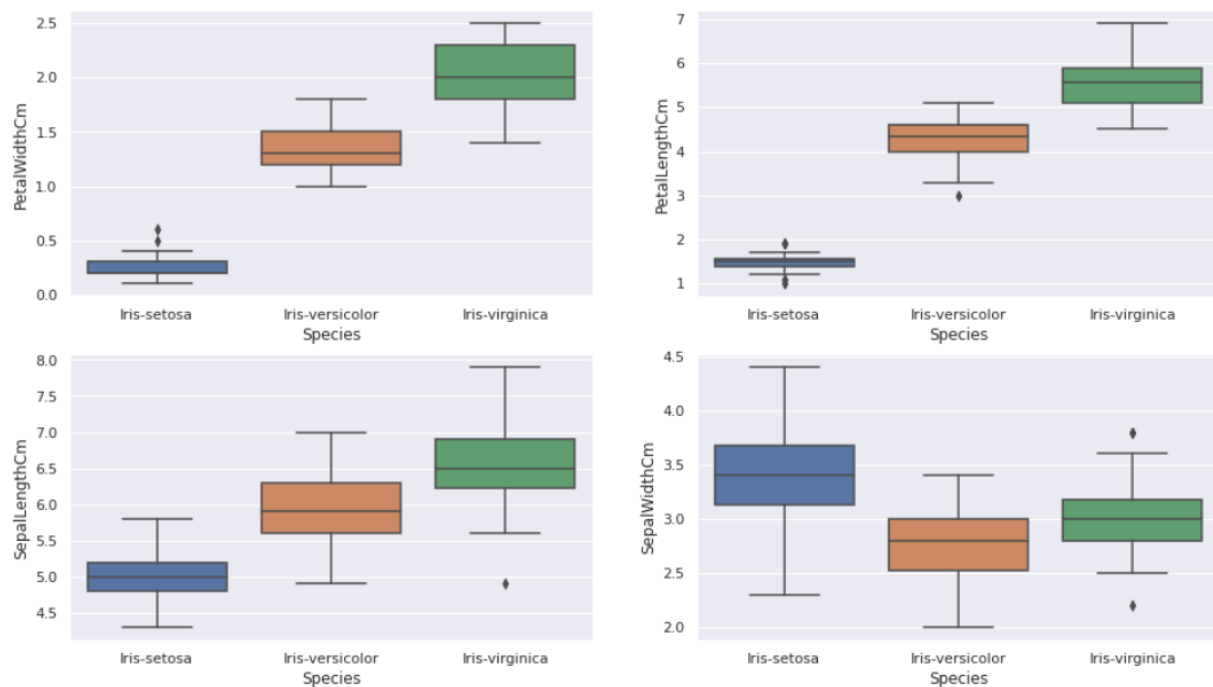 PetalWidthCm
2.5
2.0
1.5
1.0
0.5
0.0
Iris-setosa Iris-versicolor Iris-virginica
Species
PetalLengthCm
7
6
5
4
3
2
1
Iris-setosa Iris-versicolor Iris-virginica
Species
SepalLengthCm
8.0
7.5
7.0
6.5
6.0
5.5
5.0
4.5
Iris-setosa Iris-versicolor Iris-virginica
Species
SepalWidthCm
4.5
4.0
3.5
3.0
2.5
2.0
Iris-setosa Iris-versicolor Iris-virginica
Species